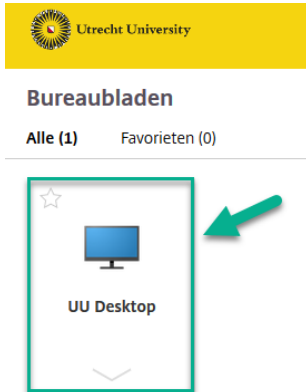 Utrecht University
Bureaubladen
Alle (1) Favorieten (0)
UU Desktop